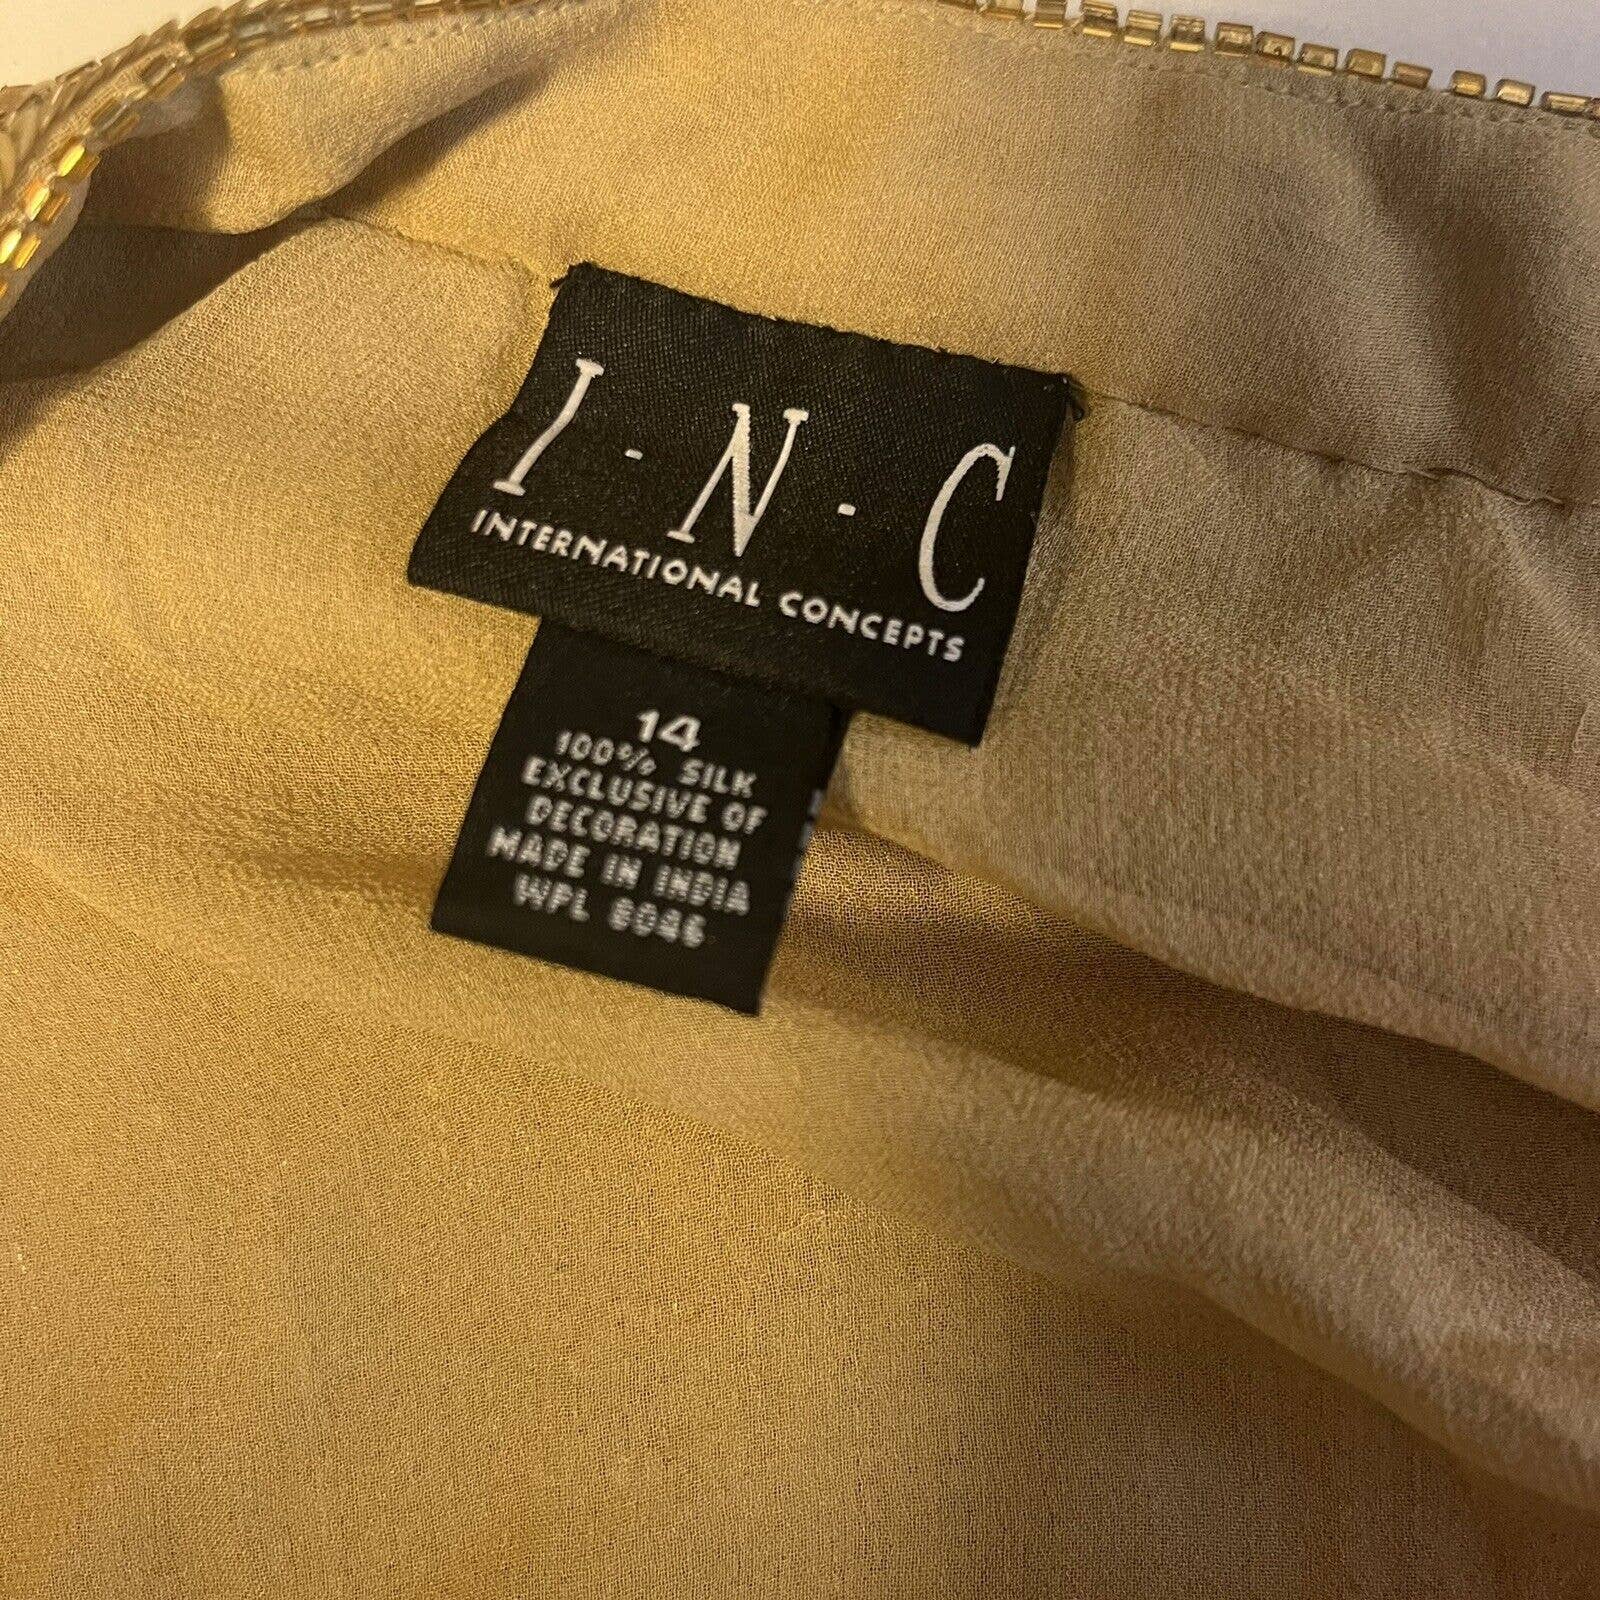 I-N-C
INTERNATIONAL CONCEPTS
14
100% SILK
EXCLUSIVE OF
DECORATION
MADE IN INDIA
WPL 8046